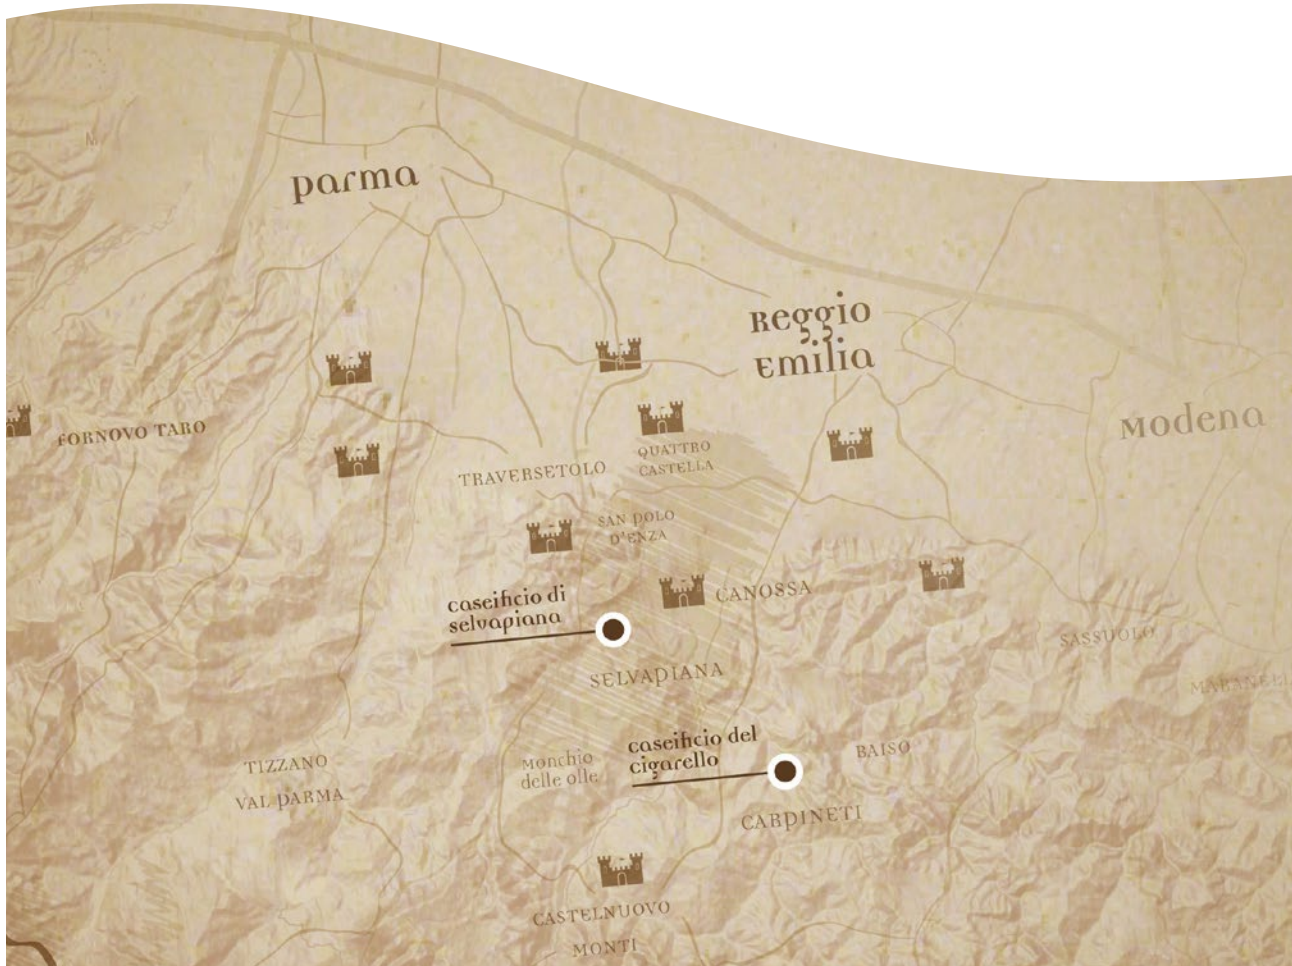 parma
Reggio
Emilia
Modena
FORNOVO TARO
QUATTRO
CASTELLA
TRAVERSETOLO
SAN POLO
D'ENZA
CANOSSA
caseificio di
selvapiana
SASSUOLO
SELVAPIANA
caseificio del
cigarello
Monchio
delle olle
BAISO
TIZZANO
VAL PARMA
CARPINETI
CASTELNUOVO
MONTI